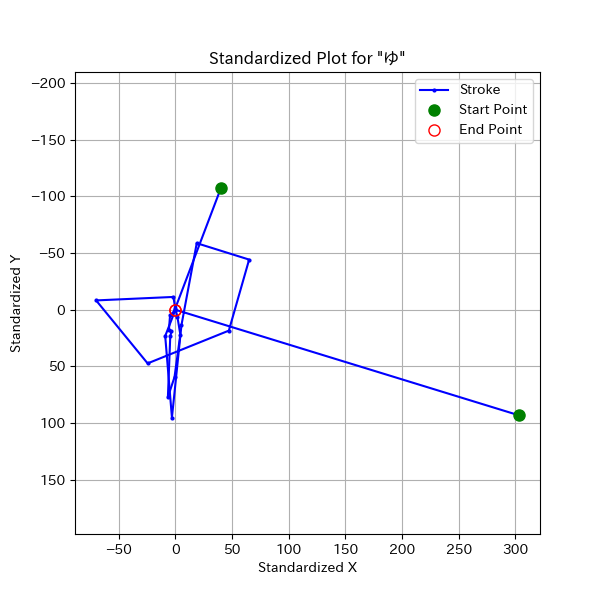 Standardized Plot for "ゆ"
Stroke
Start Point
End Point
−200
−150
−100
−50
0
50
100
150
Standardized Y
−50 0 50 100 150 200 250 300
Standardized X